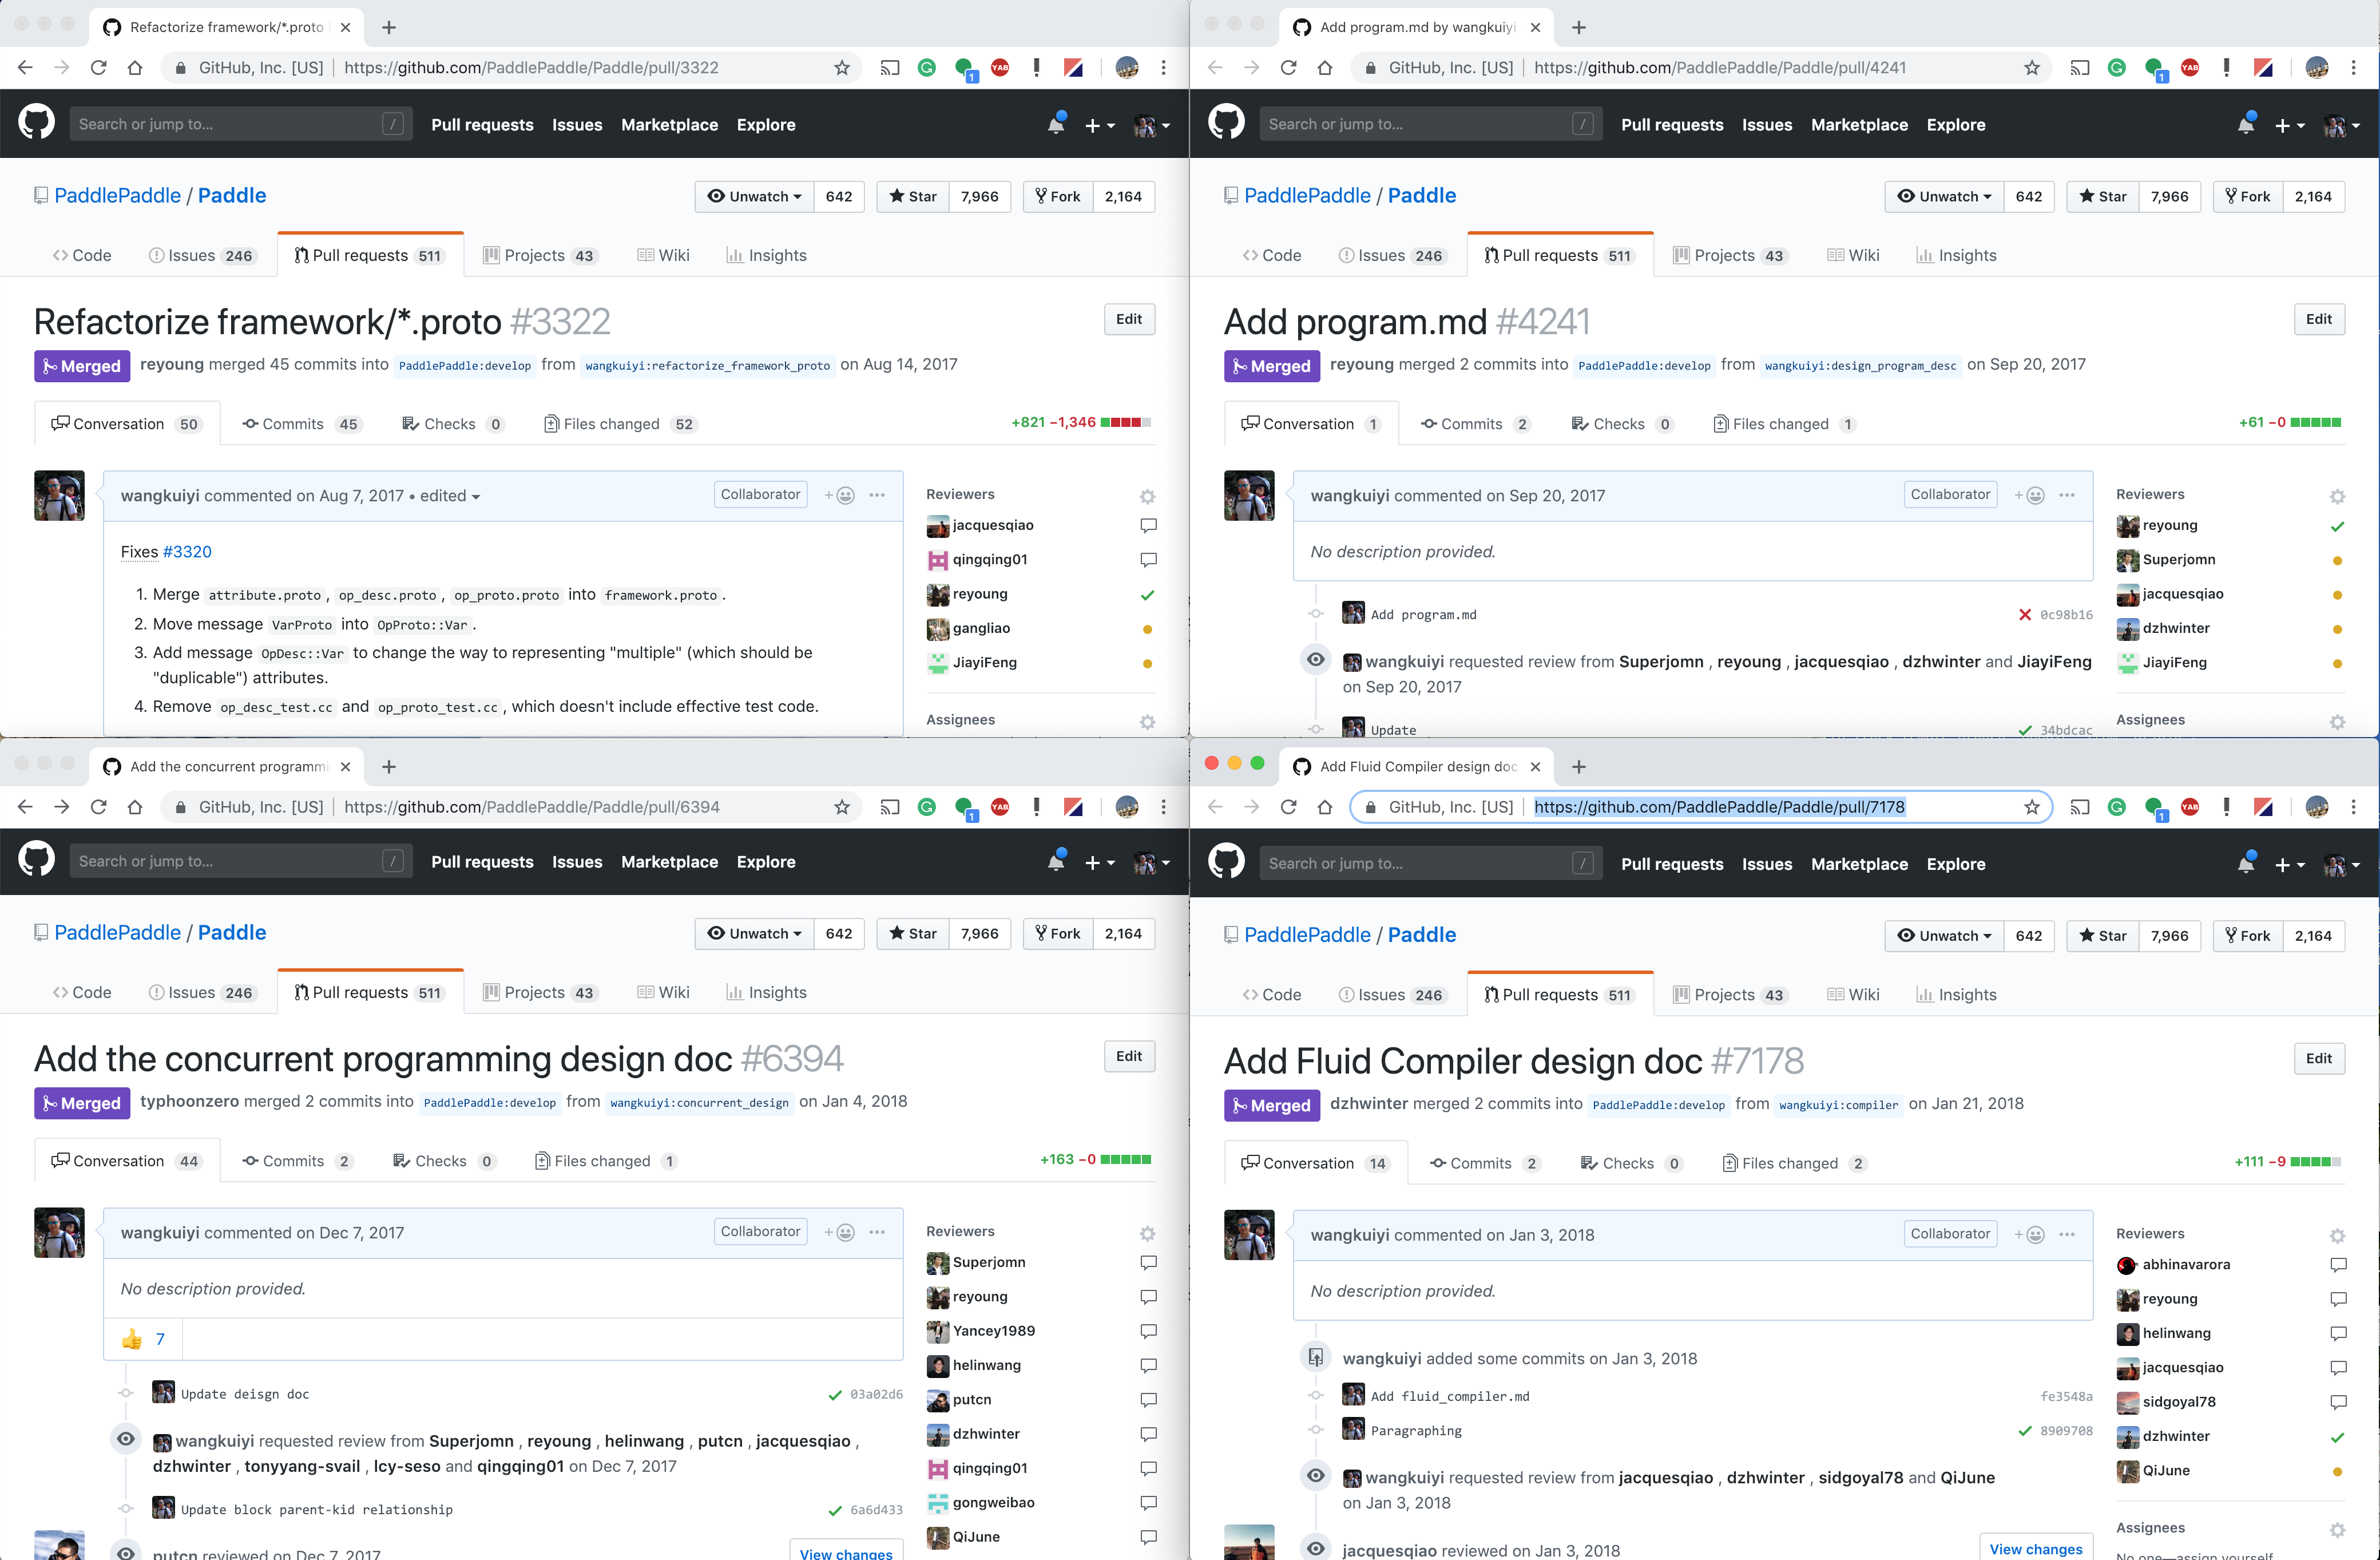 Refactorize framework/*.proto
GitHub, Inc. [US] | https://github.com/PaddlePaddle/Paddle/pull/3322
1
YAB
Search or jump to...
/
Pull requests Issues Marketplace Explore
PaddlePaddle / Paddle
Unwatch 642 Star 7,966 Fork 2,164
Code Issues 246 Pull requests 511 Projects 43 Wiki Insights
Refactorize framework/*.proto #3322
Edit
Merged reyoung merged 45 commits into PaddlePaddle:develop from wangkuiyi:refactorize_framework_proto on Aug 14, 2017
Conversation 50 Commits 45 Checks 0 Files changed 52
+821 −1,346
wangkuiyi commented on Aug 7, 2017 • edited
Collaborator
Fixes #3320
1. Merge attribute.proto, op_desc.proto, op_proto.proto into framework.proto.
2. Move message VarProto into OpProto::Var.
3. Add message OpDesc::Var to change the way to representing "multiple" (which should be
"duplicable") attributes.
4. Remove op_desc_test.cc and op_proto_test.cc, which doesn't include effective test code.
Reviewers
jacquesqiao
qingqing01
reyoung
gangliao
JiayiFeng
Assignees
Add program.md by wangkuiyi
GitHub, Inc. [US] | https://github.com/PaddlePaddle/Paddle/pull/4241
1
YAB
Search or jump to...
/
Pull requests Issues Marketplace Explore
PaddlePaddle / Paddle
Unwatch 642 Star 7,966 Fork 2,164
Code Issues 246 Pull requests 511 Projects 43 Wiki Insights
Add program.md #4241
Edit
Merged reyoung merged 2 commits into PaddlePaddle:develop from wangkuiyi:design_program_desc on Sep 20, 2017
Conversation 1 Commits 2 Checks 0 Files changed 1
+61 −0
wangkuiyi commented on Sep 20, 2017
Collaborator
No description provided.
Add program.md 0c98b16
wangkuiyi requested review from Superjomn , reyoung , jacquesqiao , dzhwinter and JiayiFeng
on Sep 20, 2017
Update 34bdcac
Reviewers
reyoung
Superjomn
jacquesqiao
dzhwinter
JiayiFeng
Assignees
Add the concurrent programmi
GitHub, Inc. [US] | https://github.com/PaddlePaddle/Paddle/pull/6394
1
YAB
Search or jump to...
/
Pull requests Issues Marketplace Explore
PaddlePaddle / Paddle
Unwatch 642 Star 7,966 Fork 2,164
Code Issues 246 Pull requests 511 Projects 43 Wiki Insights
Add the concurrent programming design doc #6394
Edit
Merged typhoonzero merged 2 commits into PaddlePaddle:develop from wangkuiyi:concurrent_design on Jan 4, 2018
Conversation 44 Commits 2 Checks 0 Files changed 1
+163 −0
wangkuiyi commented on Dec 7, 2017
Collaborator
No description provided.
7
Update deisgn doc 03a02d6
wangkuiyi requested review from Superjomn , reyoung , helinwang , putcn , jacquesqiao ,
dzhwinter , tonyyang-svail , lcy-seso and qingqing01 on Dec 7, 2017
Update block parent-kid relationship 6a6d433
putcn reviewed on Dec 7, 2017
View changes
Reviewers
Superjomn
reyoung
Yancey1989
helinwang
putcn
dzhwinter
qingqing01
gongweibao
QiJune
Add Fluid Compiler design doc
GitHub, Inc. [US] | https://github.com/PaddlePaddle/Paddle/pull/7178
1
YAB
Search or jump to...
/
Pull requests Issues Marketplace Explore
PaddlePaddle / Paddle
Unwatch 642 Star 7,966 Fork 2,164
Code Issues 246 Pull requests 511 Projects 43 Wiki Insights
Add Fluid Compiler design doc #7178
Edit
Merged dzhwinter merged 2 commits into PaddlePaddle:develop from wangkuiyi:compiler on Jan 21, 2018
Conversation 14 Commits 2 Checks 0 Files changed 2
+111 −9
wangkuiyi commented on Jan 3, 2018
Collaborator
No description provided.
wangkuiyi added some commits on Jan 3, 2018
Add fluid_compiler.md fe3548a
Paragraphing 8909708
wangkuiyi requested review from jacquesqiao , dzhwinter , sidgoyal78 and QiJune
on Jan 3, 2018
jacquesqiao reviewed on Jan 3, 2018
View changes
Reviewers
abhinavarora
reyoung
helinwang
jacquesqiao
sidgoyal78
dzhwinter
QiJune
Assignees
No one—assign yourself